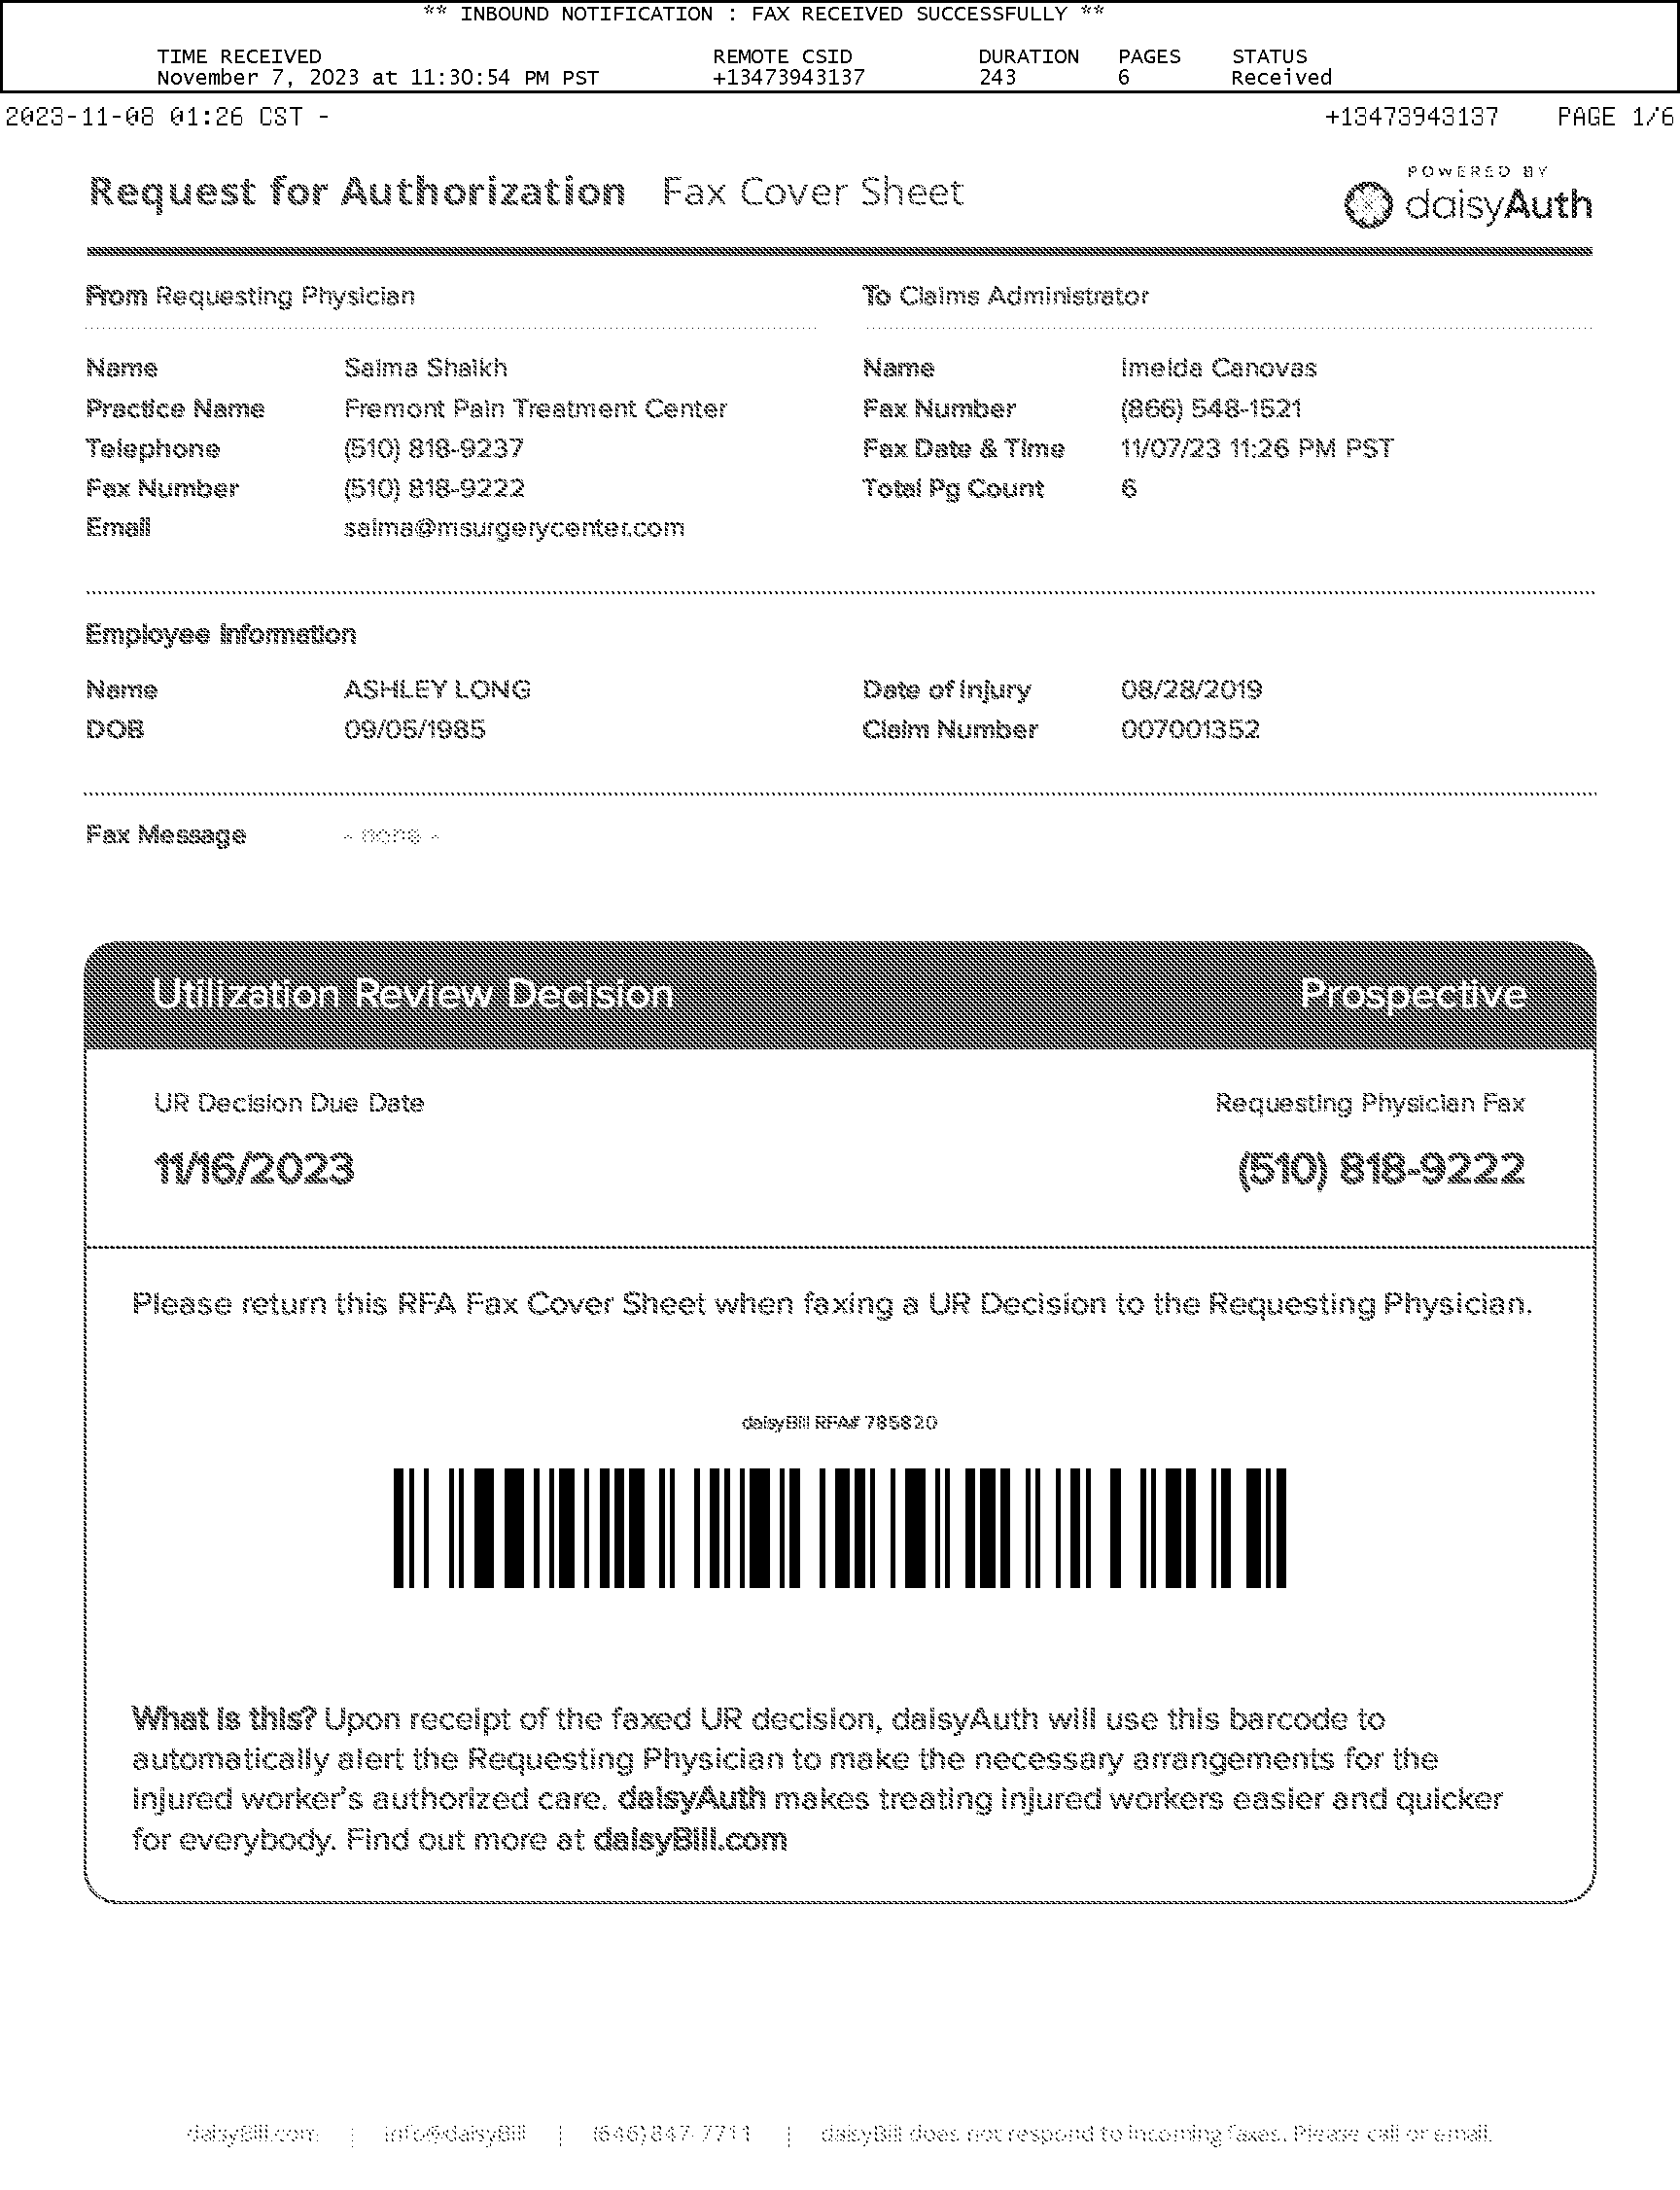 ** INBOUND NOTIFICATION : FAX RECEIVED SUCCESSFULLY **
TIME RECEIVED REMOTE CSID DURATION PAGES STATUS
November 7, 2023 at 11:30:54 PM PST +13473943137 243 6 Received
2023-11-08 01:26 CST - +13473943137 PAGE 1/6
Request for Authorization Fax Cover Sheet
POWERED BY
daisyAuth
From Requesting Physician To Claims Administrator
Name Salma Shaikh Name Imelda Canovas
Practice Name Fremont Pain Treatment Center Fax Number (866) 548-1521
Telephone (510) 818-9237 Fax Date & Time 11/07/23 11:26 PM PST
Fax Number (510) 818-9222 Total Pg Count 6
Email salma@msurgerycenter.com
Employee Information
Name ASHLEY LONG Date of Injury 08/28/2019
DOB 09/05/1985 Claim Number 007001352
Fax Message - none -
Utilization Review Decision Prospective
UR Decision Due Date Requesting Physician Fax
11/16/2023 (510) 818-9222
Please return this RFA Fax Cover Sheet when faxing a UR Decision to the Requesting Physician.
daisyBill RFA# 785820
What is this? Upon receipt of the faxed UR decision, daisyAuth will use this barcode to
automatically alert the Requesting Physician to make the necessary arrangements for the
injured worker's authorized care. daisyAuth makes treating injured workers easier and quicker
for everybody. Find out more at daisyBill.com
daisyBill.com | info@daisyBill | (646) 847-7711 | daisyBill does not respond to incoming faxes. Please call or email.